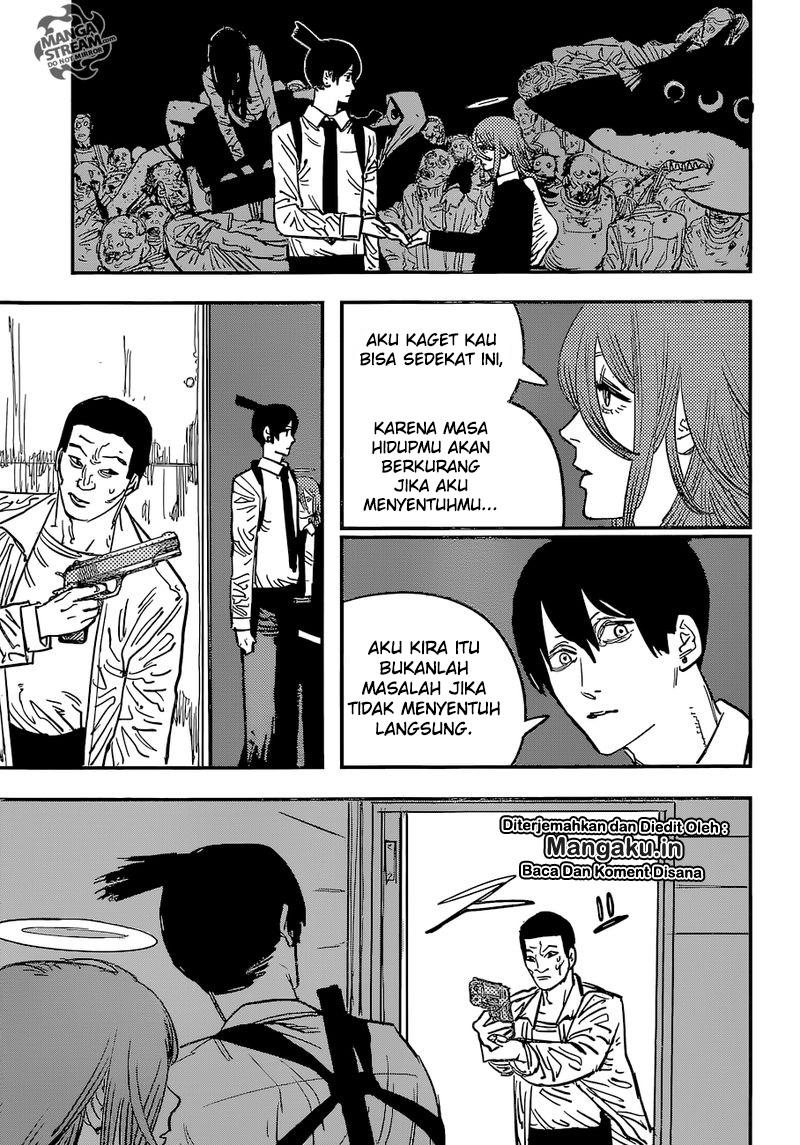 MANGA
STREAM.com
DO NOT MIRROR
AKU KAGET KAU
BISA SEDEKAT INI,
KARENA MASA
HIDUPMU AKAN
BERKURANG
JIKA AKU
MENYENTUHMU...
AKU KIRA ITU
BUKANLAH
MASALAH JIKA
TIDAK MENYENTUH
LANGSUNG.
Diterjemahkan dan Diedit Oleh :
Mangaku.in
Baca Dan Koment Disana